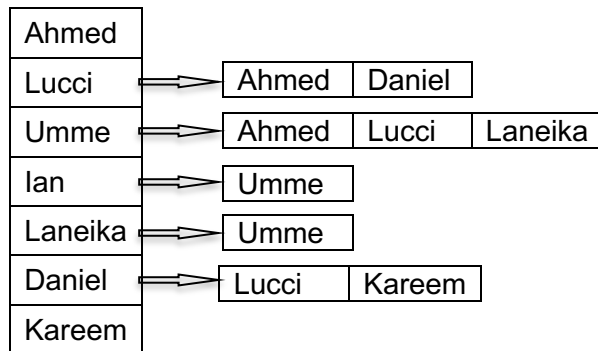 Ahmed
Lucci Ahmed Daniel
Umme Ahmed Lucci Laneika
Ian Umme
Laneika Umme
Daniel Lucci Kareem
Kareem